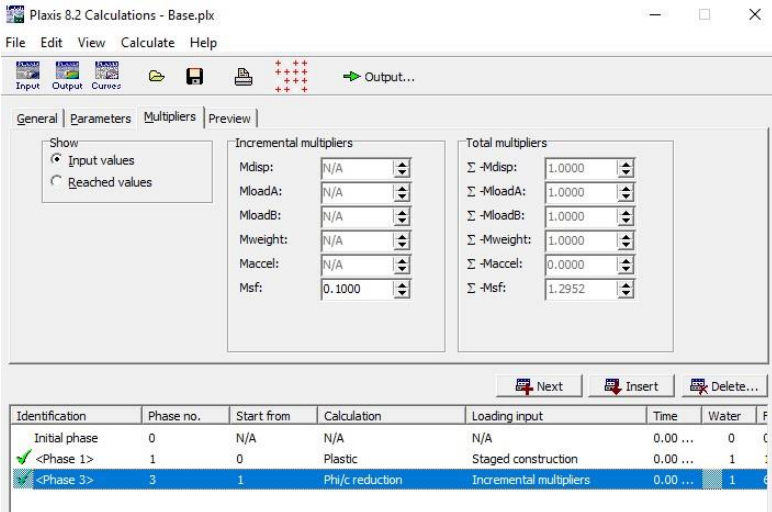 Plaxis 8.2 Calculations - Base.plx
File Edit View Calculate Help
Input Output Curves Output...
General Parameters Multipliers Preview
Show Incremental multipliers Total multipliers
Input values Mdisp: N/A Σ -Mdisp: 1.0000
Reached values MloadA: N/A Σ -MloadA: 1.0000
MloadB: N/A Σ -MloadB: 1.0000
Mweight: N/A Σ -Mweight: 1.0000
Maccel: N/A Σ -Maccel: 0.0000
Msf: 0.1000 Σ -Msf: 1.2952
Next Insert Delete...
Identification Phase no. Start from Calculation Loading input Time Water F
Initial phase 0 N/A N/A N/A 0.00 ... 0
<Phase 1> 1 0 Plastic Staged construction 0.00 ... 1
<Phase 3> 3 1 Phi/c reduction Incremental multipliers 0.00 ... 1